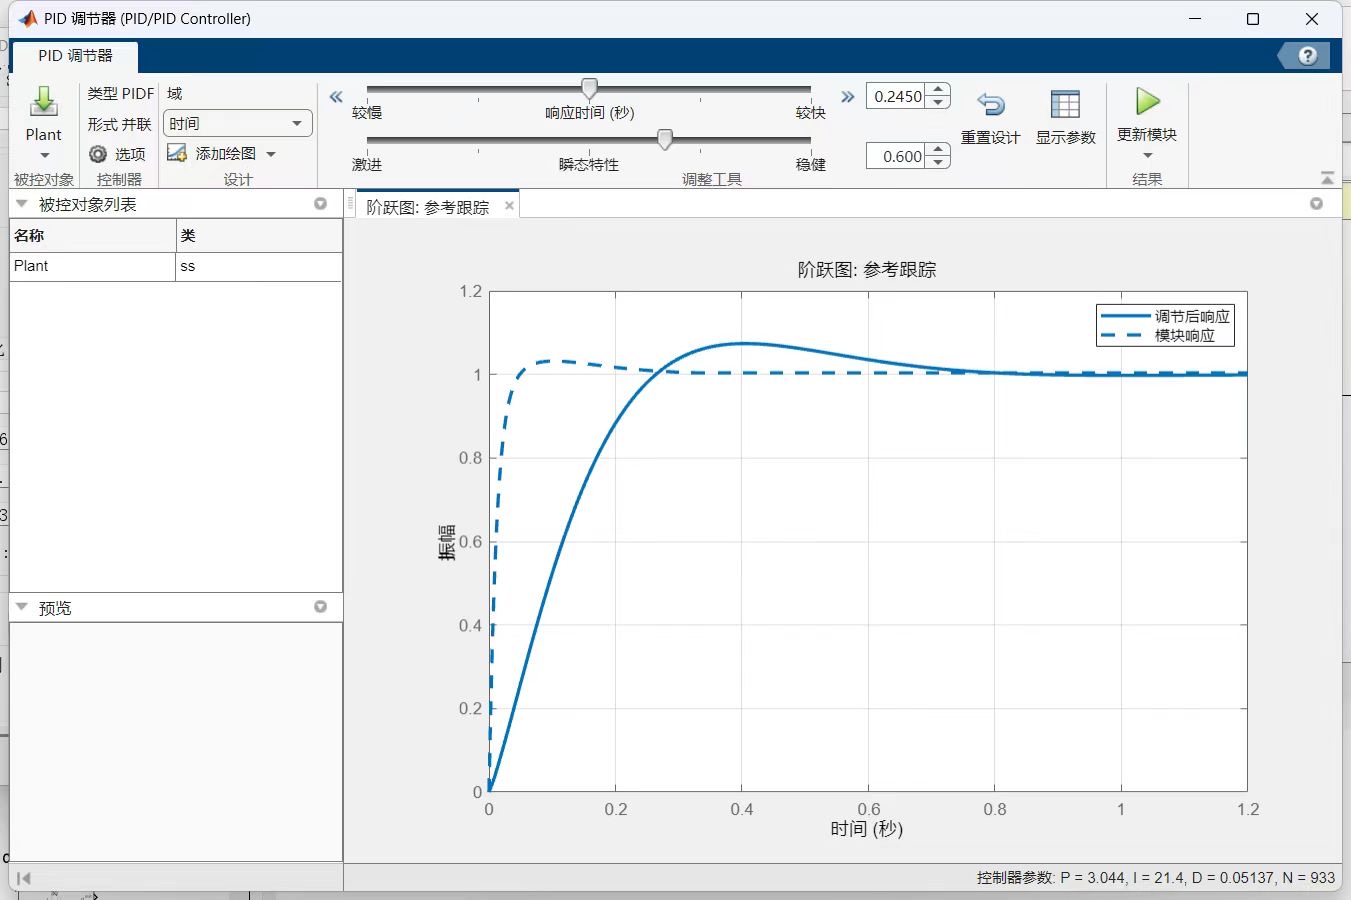 PID 调节器 (PID/PID Controller)
PID 调节器
Plant
被控对象
类型 PIDF
形式 并联
选项
控制器
域
时间
添加绘图
设计
较慢 响应时间 (秒) 较快
0.2450
激进 瞬态特性 稳健
0.600
调整工具
重置设计
显示参数
更新模块
结果
被控对象列表
名称 类
Plant ss
预览
阶跃图: 参考跟踪
阶跃图: 参考跟踪
调节后响应
模块响应
振幅
1.2
1
0.8
0.6
0.4
0.2
0
0 0.2 0.4 0.6 0.8 1 1.2
时间 (秒)
控制器参数: P = 3.044, I = 21.4, D = 0.05137, N = 933